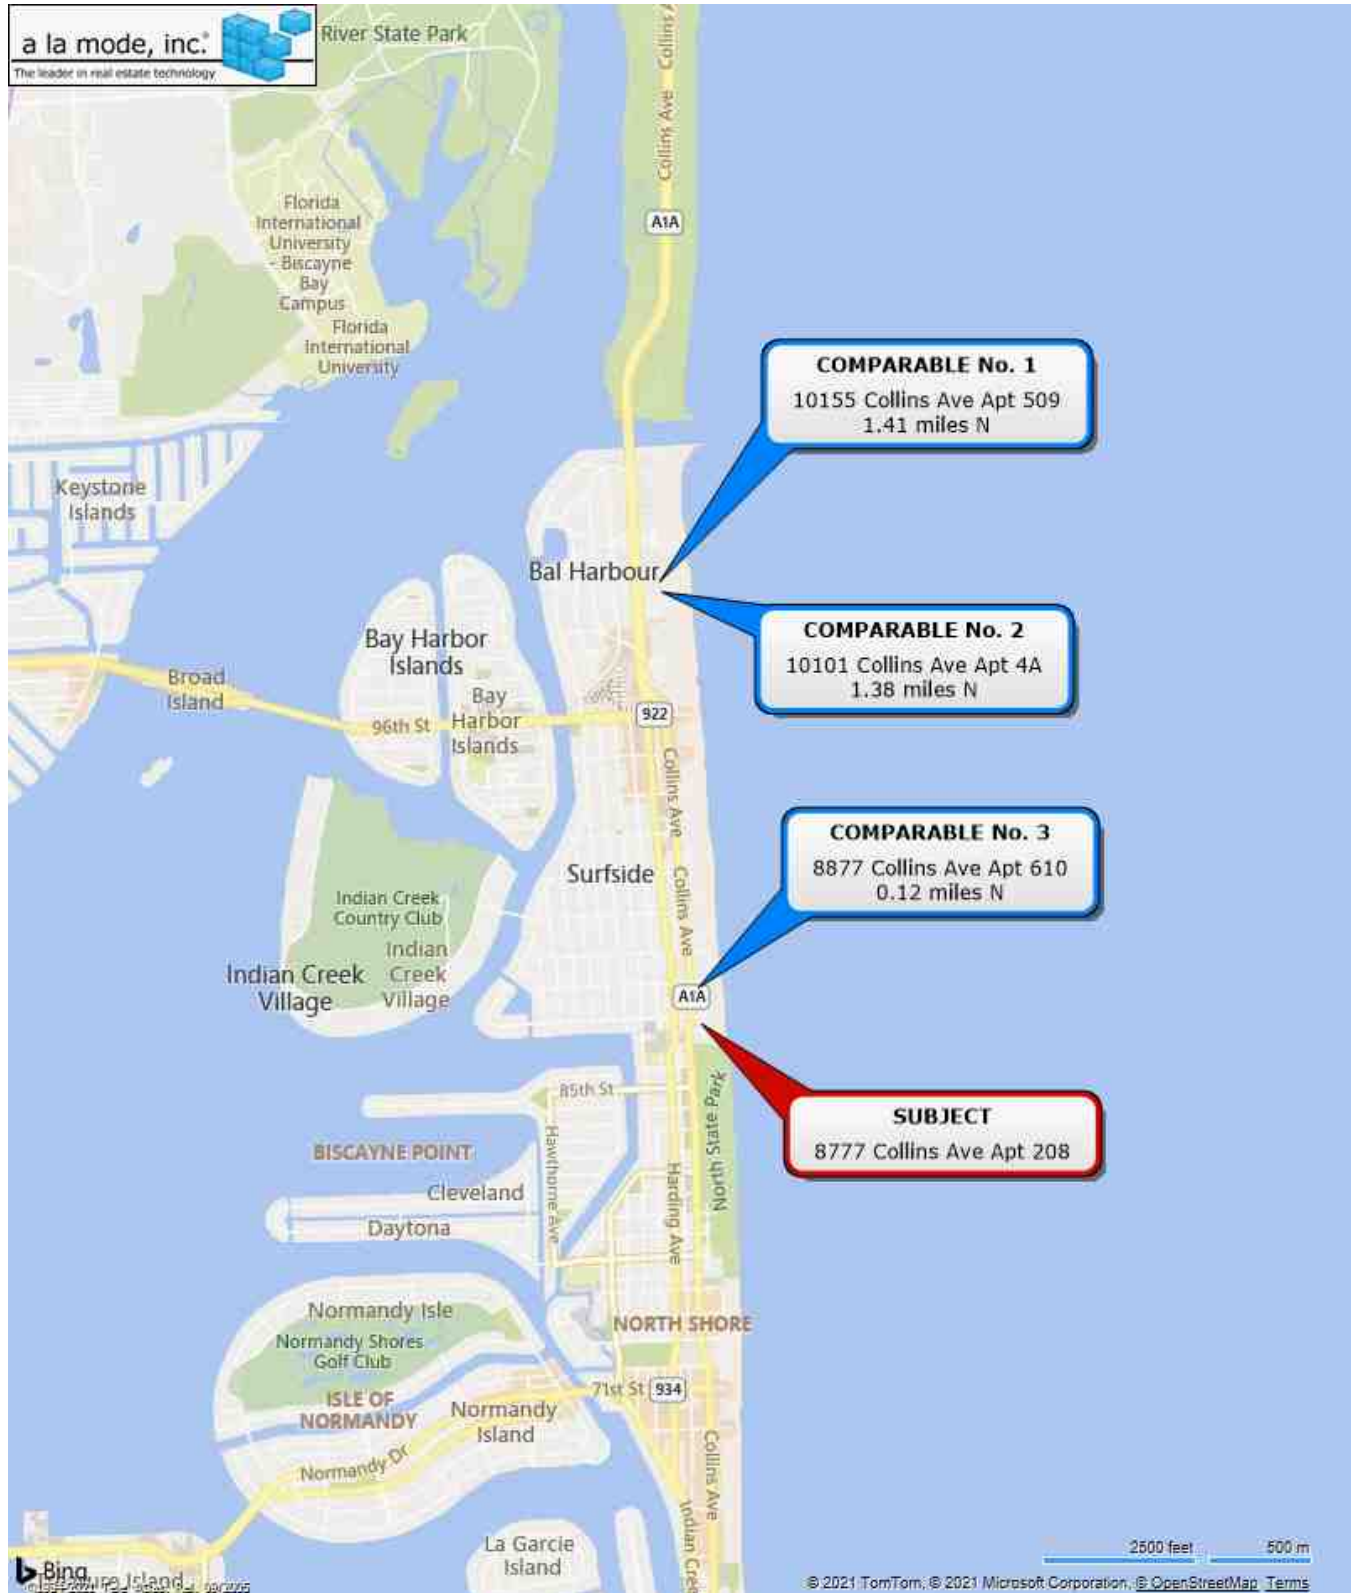 a la mode, inc.
The leader in real estate technology
River State Park
Collins Ave
Collins
A1A
Florida
International
University
- Biscayne
Bay
Campus
Florida
International
University
COMPARABLE No. 1
10155 Collins Ave Apt 509
1.41 miles N
Keystone
Islands
Bal Harbour
COMPARABLE No. 2
10101 Collins Ave Apt 4A
1.38 miles N
Bay Harbor
Islands
Broad
Island
Bay
Harbor
Islands
96th St
922
Collins Ave
COMPARABLE No. 3
8877 Collins Ave Apt 610
0.12 miles N
Surfside
Collins Ave
Indian Creek
Country Club
Indian
Creek
Village
Indian Creek
Village
A1A
SUBJECT
8777 Collins Ave Apt 208
85th St
North State Park
Hawthorne Ave
BISCAYNE POINT
Cleveland
Daytona
Harding Ave
Normandy Isle
Normandy Shores
Golf Club
NORTH SHORE
ISLE OF
NORMANDY
71st St
934
Normandy
Island
Normandy Dr
Collins Ave
Indian Cre
La Garcie
Island
Bing
Island
2500 feet
500 m
© 2021 TomTom, © 2021 Microsoft Corporation, © OpenStreetMap Terms